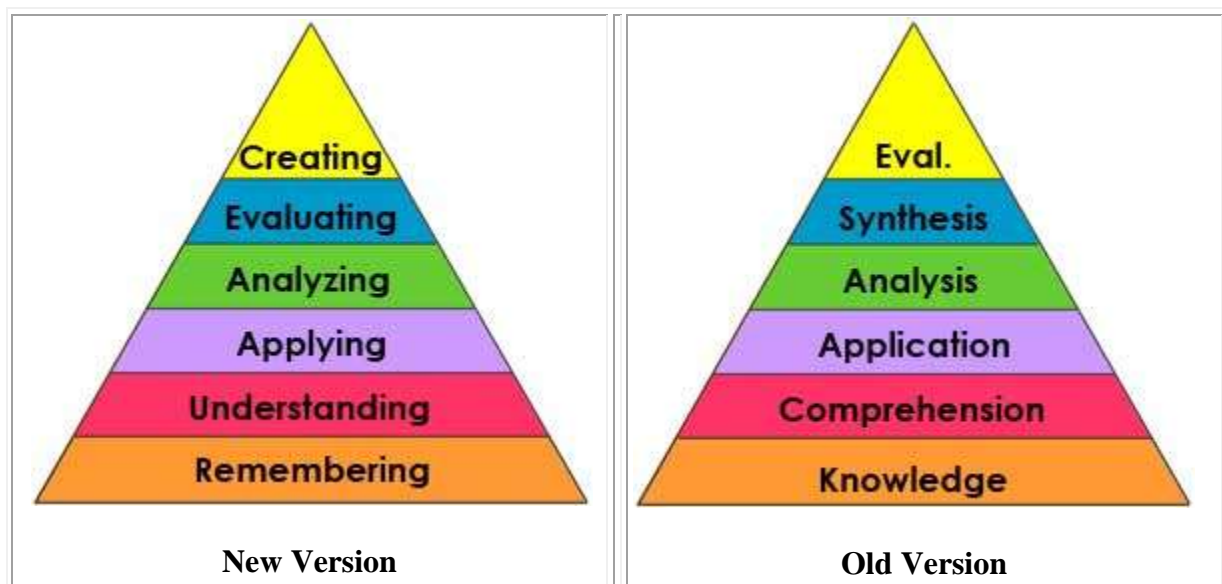 Creating
Evaluating
Analyzing
Applying
Understanding
Remembering
New Version
Eval.
Synthesis
Analysis
Application
Comprehension
Knowledge
Old Version